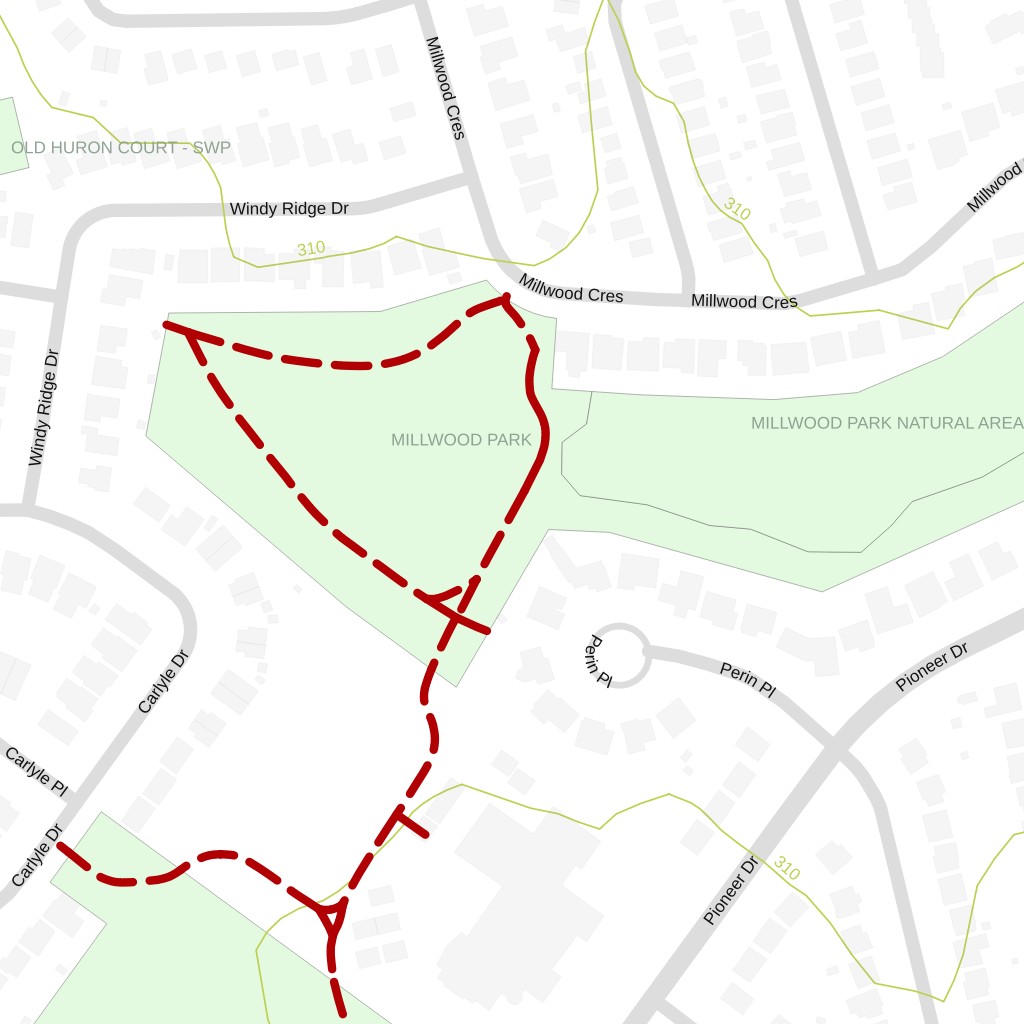 Millwood Cres
OLD HURON COURT - SWP
Millwood
Windy Ridge Dr
310
310
Millwood Cres
Millwood Cres
Windy Ridge Dr
MILLWOOD PARK
MILLWOOD PARK NATURAL AREA
Perin Pl
Perin Pl
Pioneer Dr
Carlyle Dr
Carlyle Pl
Carlyle Dr
Pioneer Dr
310